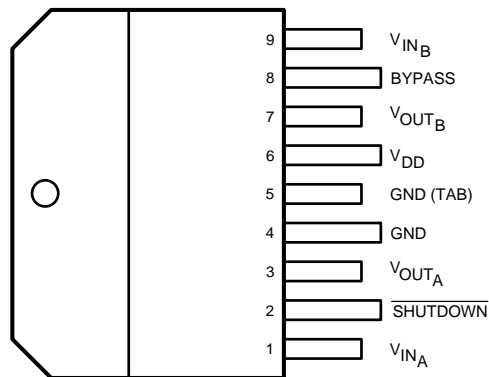 9 V_IN_B
8 BYPASS
7 V_OUT_B
6 V_DD
5 GND (TAB)
4 GND
3 V_OUT_A
2 SHUTDOWN
1 V_IN_A